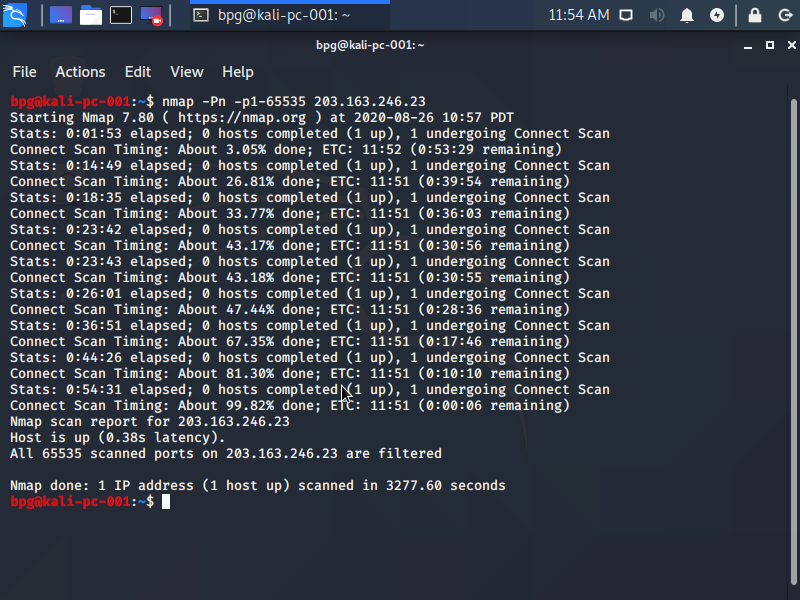 bpg@kali-pc-001: ~
11:54 AM
bpg@kali-pc-001:~
File Actions Edit View Help
bpg@kali-pc-001:~$ nmap -Pn -p1-65535 203.163.246.23
Starting Nmap 7.80 ( https://nmap.org ) at 2020-08-26 10:57 PDT
Stats: 0:01:53 elapsed; 0 hosts completed (1 up), 1 undergoing Connect Scan
Connect Scan Timing: About 3.05% done; ETC: 11:52 (0:53:29 remaining)
Stats: 0:14:49 elapsed; 0 hosts completed (1 up), 1 undergoing Connect Scan
Connect Scan Timing: About 26.81% done; ETC: 11:51 (0:39:54 remaining)
Stats: 0:18:35 elapsed; 0 hosts completed (1 up), 1 undergoing Connect Scan
Connect Scan Timing: About 33.77% done; ETC: 11:51 (0:36:03 remaining)
Stats: 0:23:42 elapsed; 0 hosts completed (1 up), 1 undergoing Connect Scan
Connect Scan Timing: About 43.17% done; ETC: 11:51 (0:30:56 remaining)
Stats: 0:23:43 elapsed; 0 hosts completed (1 up), 1 undergoing Connect Scan
Connect Scan Timing: About 43.18% done; ETC: 11:51 (0:30:55 remaining)
Stats: 0:26:01 elapsed; 0 hosts completed (1 up), 1 undergoing Connect Scan
Connect Scan Timing: About 47.44% done; ETC: 11:51 (0:28:36 remaining)
Stats: 0:36:51 elapsed; 0 hosts completed (1 up), 1 undergoing Connect Scan
Connect Scan Timing: About 67.35% done; ETC: 11:51 (0:17:46 remaining)
Stats: 0:44:26 elapsed; 0 hosts completed (1 up), 1 undergoing Connect Scan
Connect Scan Timing: About 81.30% done; ETC: 11:51 (0:10:10 remaining)
Stats: 0:54:31 elapsed; 0 hosts completed (1 up), 1 undergoing Connect Scan
Connect Scan Timing: About 99.82% done; ETC: 11:51 (0:00:06 remaining)
Nmap scan report for 203.163.246.23
Host is up (0.38s latency).
All 65535 scanned ports on 203.163.246.23 are filtered
Nmap done: 1 IP address (1 host up) scanned in 3277.60 seconds
bpg@kali-pc-001:~$